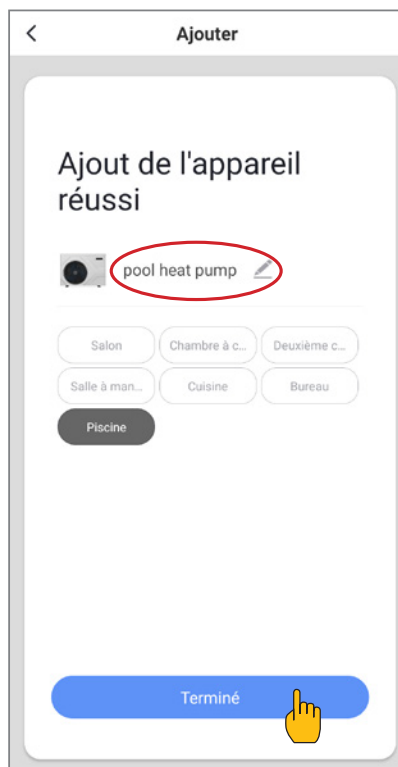 Ajouter
Ajout de l'appareil
réussi
pool heat pump
Salon
Chambre à c...
Deuxième c...
Salle à man...
Cuisine
Bureau
Piscine
Terminé